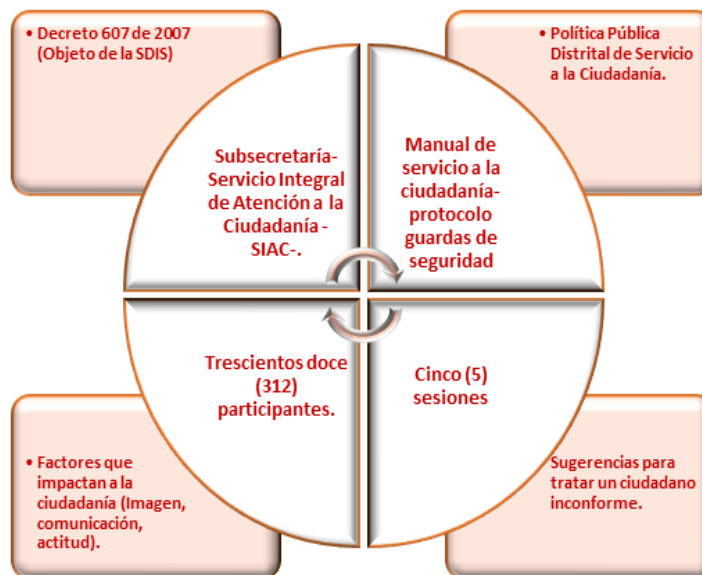 • Decreto 607 de 2007
(Objeto de la SDIS)
• Política Pública
Distrital de Servicio
a la Ciudadanía.
Subsecretaría-
Servicio Integral
de Atención a la
Ciudadanía -
SIAC-.
Manual de
servicio a la
ciudadanía-
protocolo
guardas de
seguridad
Trescientos doce
(312)
participantes.
Cinco (5)
sesiones
• Factores que
impactan a la
ciudadanía (Imagen,
comunicación,
actitud).
Sugerencias para
tratar un ciudadano
inconforme.